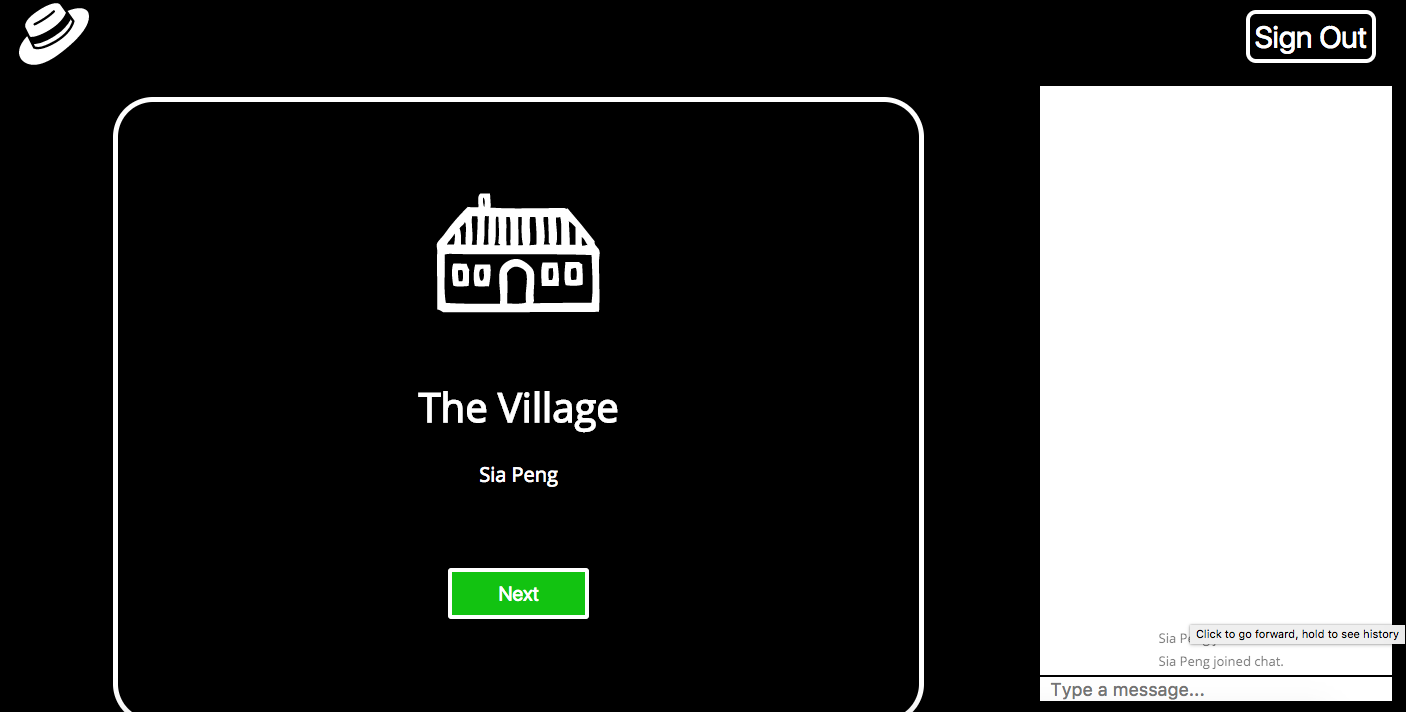 Sign Out
The Village
Sia Peng
Next
Click to go forward, hold to see history
Sia
Sia Peng joined chat.
Type a message...